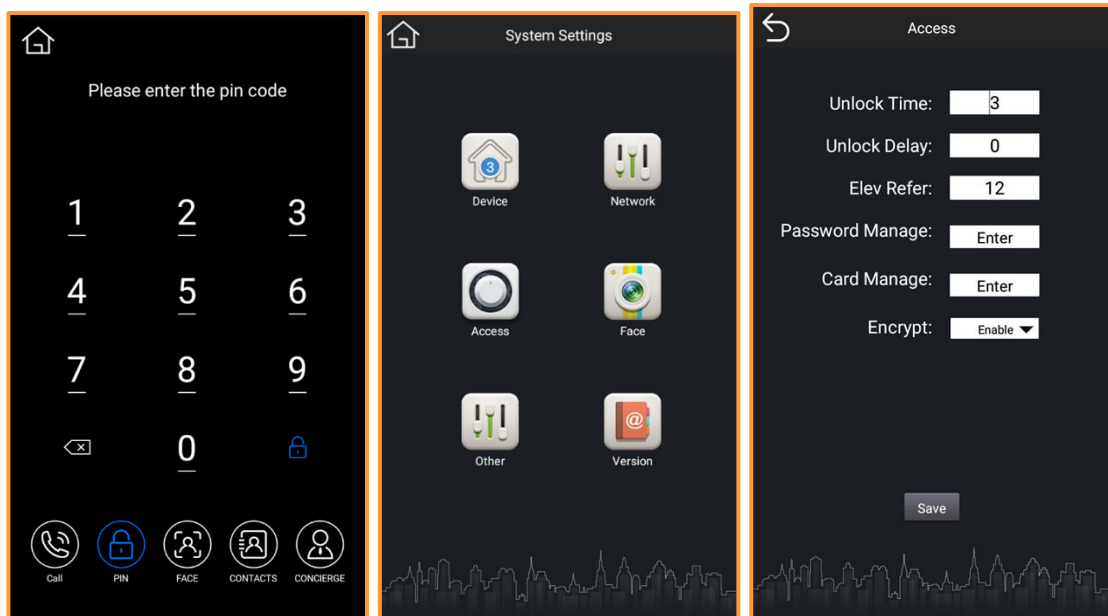 Please enter the pin code
1 2 3
4 5 6
7 8 9
0
Call PIN FACE CONTACTS CONCIERGE
System Settings
3
Device Network
Access Face
@
Other Version
Access
Unlock Time: 3
Unlock Delay: 0
Elev Refer: 12
Password Manage: Enter
Card Manage: Enter
Encrypt: Enable
Save